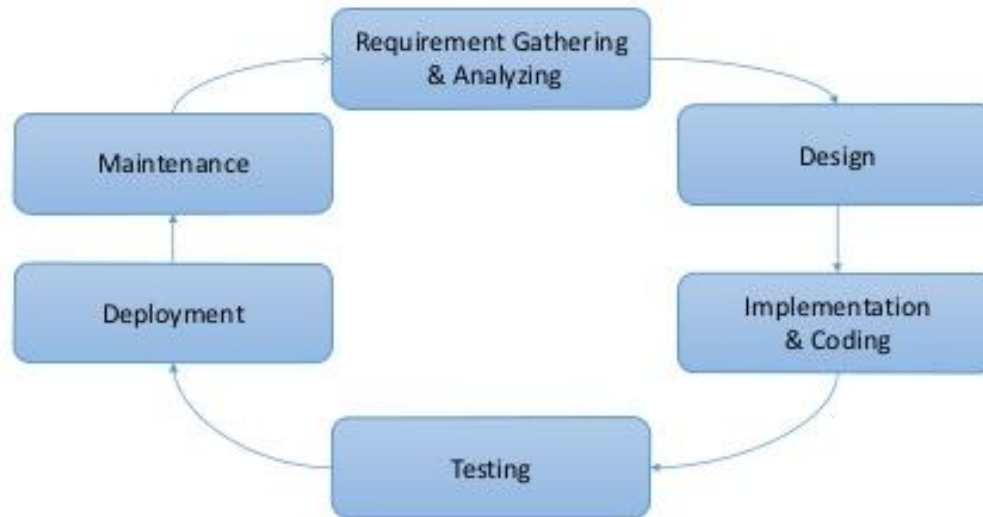 Requirement Gathering
& Analyzing
Design
Implementation
& Coding
Testing
Deployment
Maintenance